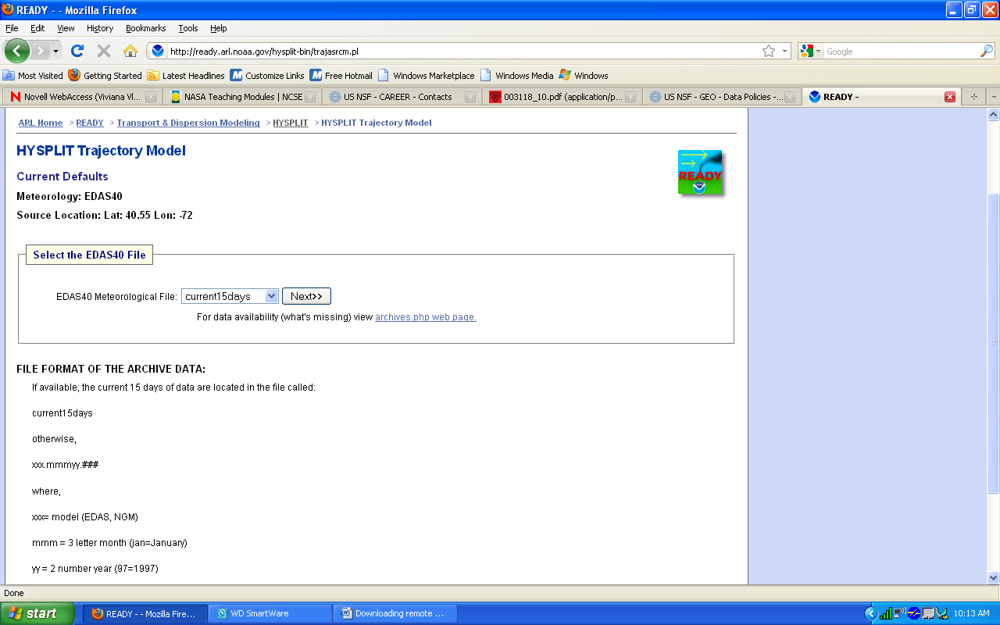 READY - - Mozilla Firefox
File Edit View History Bookmarks Tools Help
http://ready.arl.noaa.gov/hysplit-bin/trajasrcm.pl
Google
Most Visited Getting Started Latest Headlines Customize Links Free Hotmail Windows Marketplace Windows Media Windows
Novell WebAccess (Viviana Vl... NASA Teaching Modules | NCSE US NSF - CAREER - Contacts 003118_10.pdf (application/p... US NSF - GEO - Data Policies -... READY -
ARL Home > READY > Transport & Dispersion Modeling > HYSPLIT > HYSPLIT Trajectory Model
HYSPLIT Trajectory Model
READY
Current Defaults
Meteorology: EDAS40
Source Location: Lat: 40.55 Lon: -72
Select the EDAS40 File
EDAS40 Meteorological File: current15days Next>>
For data availability (what's missing) view archives.php web page.
FILE FORMAT OF THE ARCHIVE DATA:
If available, the current 15 days of data are located in the file called:
current15days
otherwise,
xxx.mmmyy.###
where,
xxx= model (EDAS, NGM)
mmm = 3 letter month (jan=January)
yy = 2 number year (97=1997)
Done
start READY - - Mozilla Fire... WD SmartWare Downloading remote ... 10:13 AM